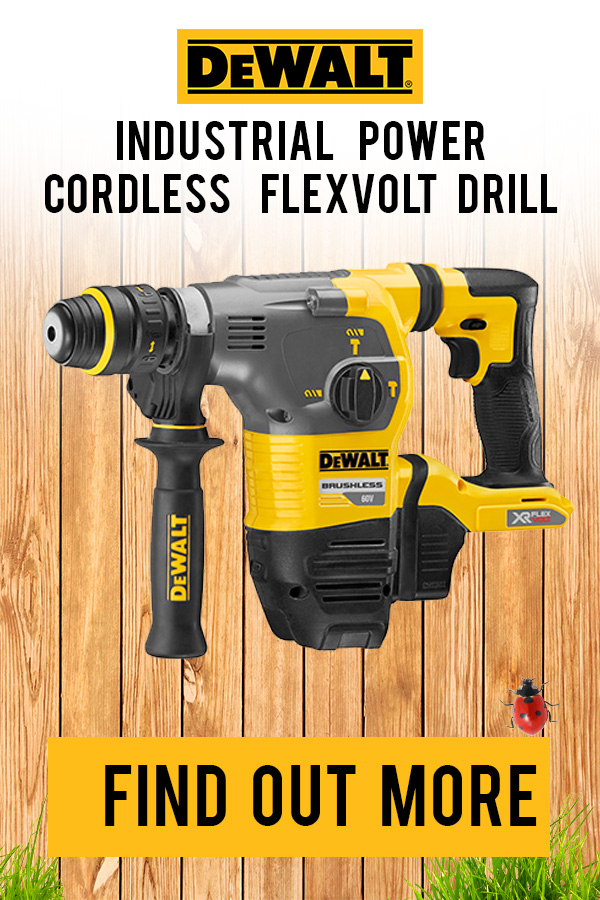 DEWALT®
INDUSTRIAL POWER
CORDLESS FLEXVOLT DRILL
DEWALT
BRUSHLESS
60V
XR FLEX
DEWALT
FIND OUT MORE